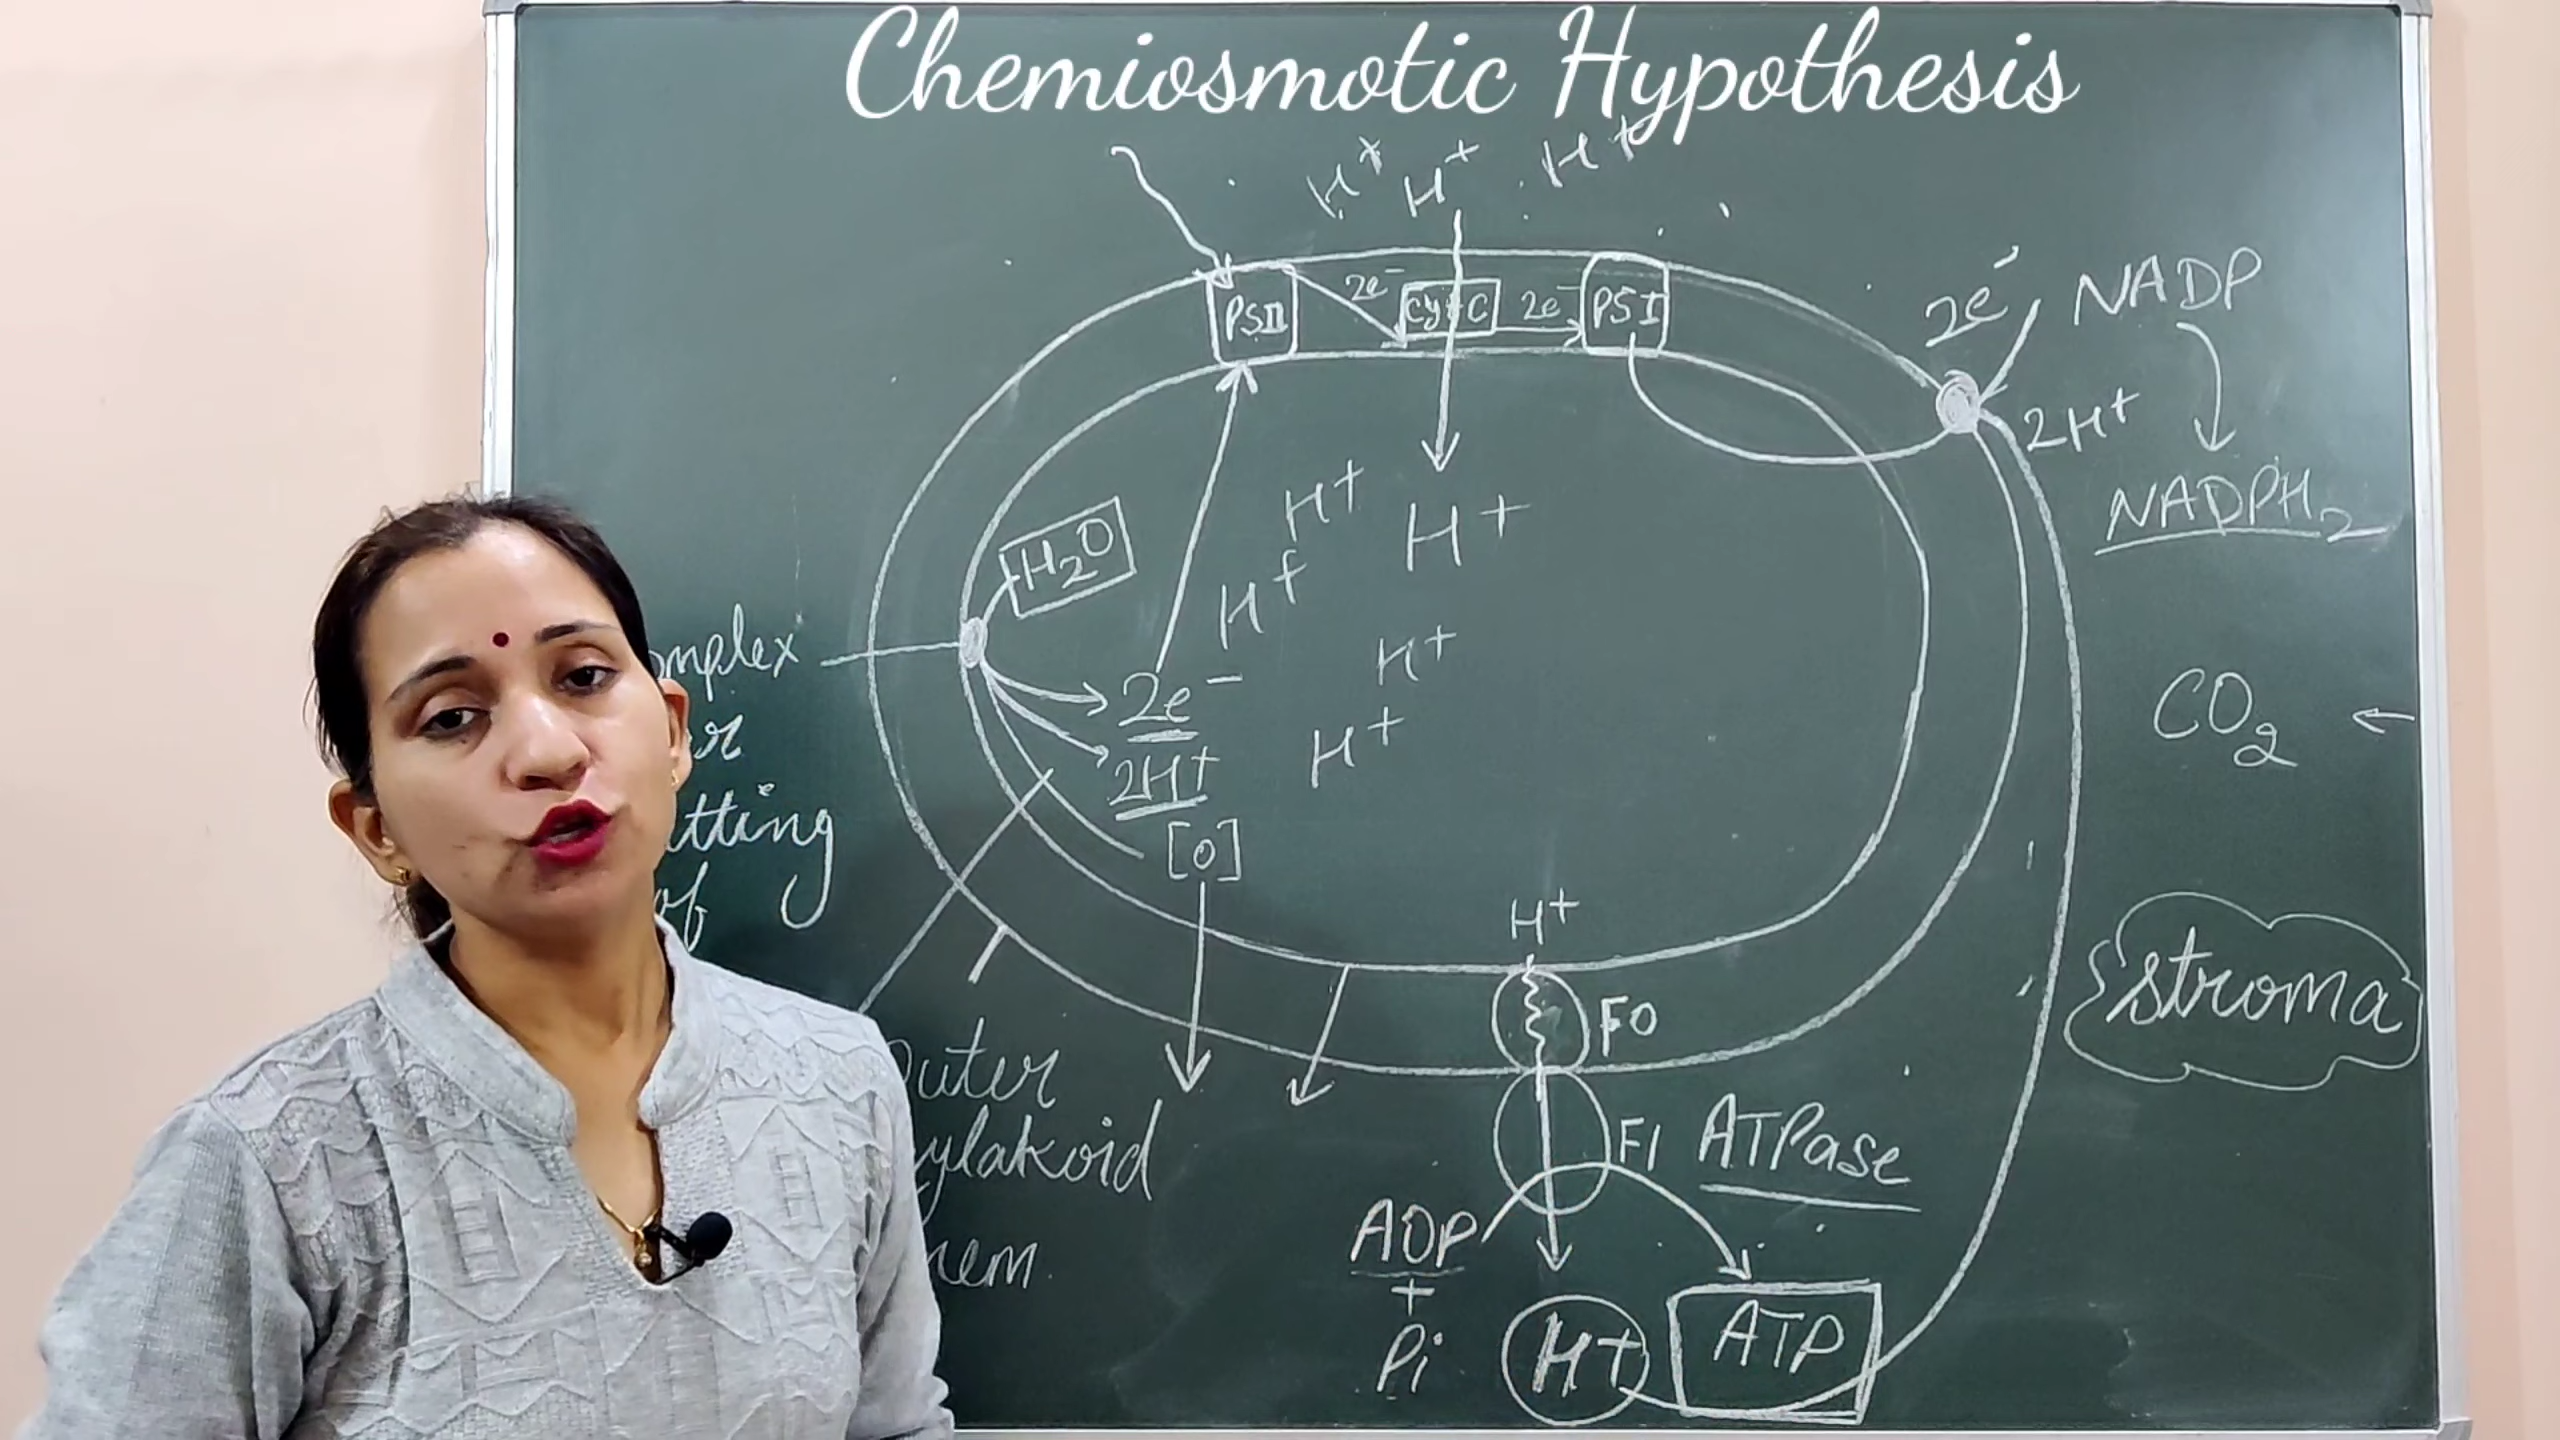 Chemiosmotic Hypothesis
H+ H+ H+
PSII 2e- Cyt C 2e- PSI
2e- NADP
2H+
NADPH2
H2O
H+ H+
H+
H+
H+
2e-
2H+
[O]
CO2
stroma
of
H+
FO
F1 ATPase
ADP
+
Pi
H+ ATP